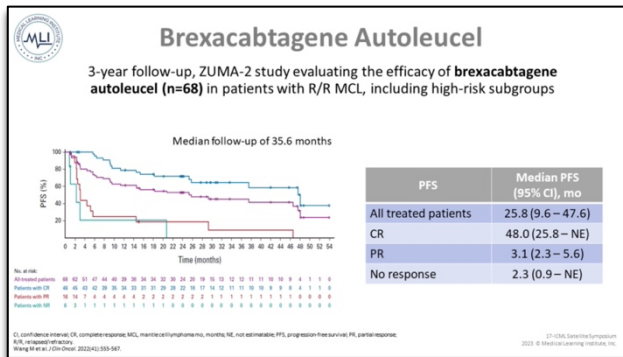 MLI
Brexacabtagene Autoleucel
3-year follow-up, ZUMA-2 study evaluating the efficacy of brexacabtagene
autoleucel (n=68) in patients with R/R MCL, including high-risk subgroups
Median follow-up of 35.6 months
PFS (%)
100
80
60
40
20
0 2 4 6 8 10 12 14 16 18 20 22 24 26 28 30 32 34 36 38 40 42 44 46 48 50 52 54
Time (months)
PFS Median PFS
(95% CI), mo
All treated patients 25.8 (9.6 – 47.6)
CR 48.0 (25.8 – NE)
PR 3.1 (2.3 – 5.6)
No response 2.3 (0.9 – NE)
No. at risk:
All treated patients
Patients with CR
Patients with PR
Patients with NR
CI, confidence interval; CR, complete response; MCL, mantle cell lymphoma; mo, months; NE, not estimable; PFS, progression-free survival; PR, partial response;
R/R, relapsed/refractory.
Wang M et al. J Clin Oncol. 2022(41):555-567.
17-ICML Satellite Symposium
2023 © Medical Learning Institute, Inc.